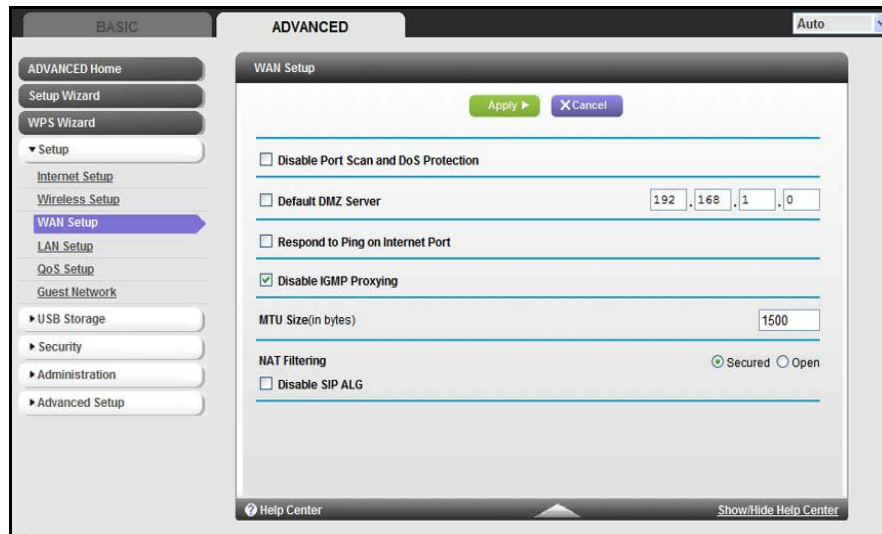 BASIC
ADVANCED
Auto
ADVANCED Home
Setup Wizard
WPS Wizard
Setup
Internet Setup
Wireless Setup
WAN Setup
LAN Setup
QoS Setup
Guest Network
USB Storage
Security
Administration
Advanced Setup
WAN Setup
Apply
Cancel
Disable Port Scan and DoS Protection
Default DMZ Server 192 . 168 . 1 . 0
Respond to Ping on Internet Port
Disable IGMP Proxying
MTU Size(in bytes) 1500
NAT Filtering Secured Open
Disable SIP ALG
Help Center Show/Hide Help Center